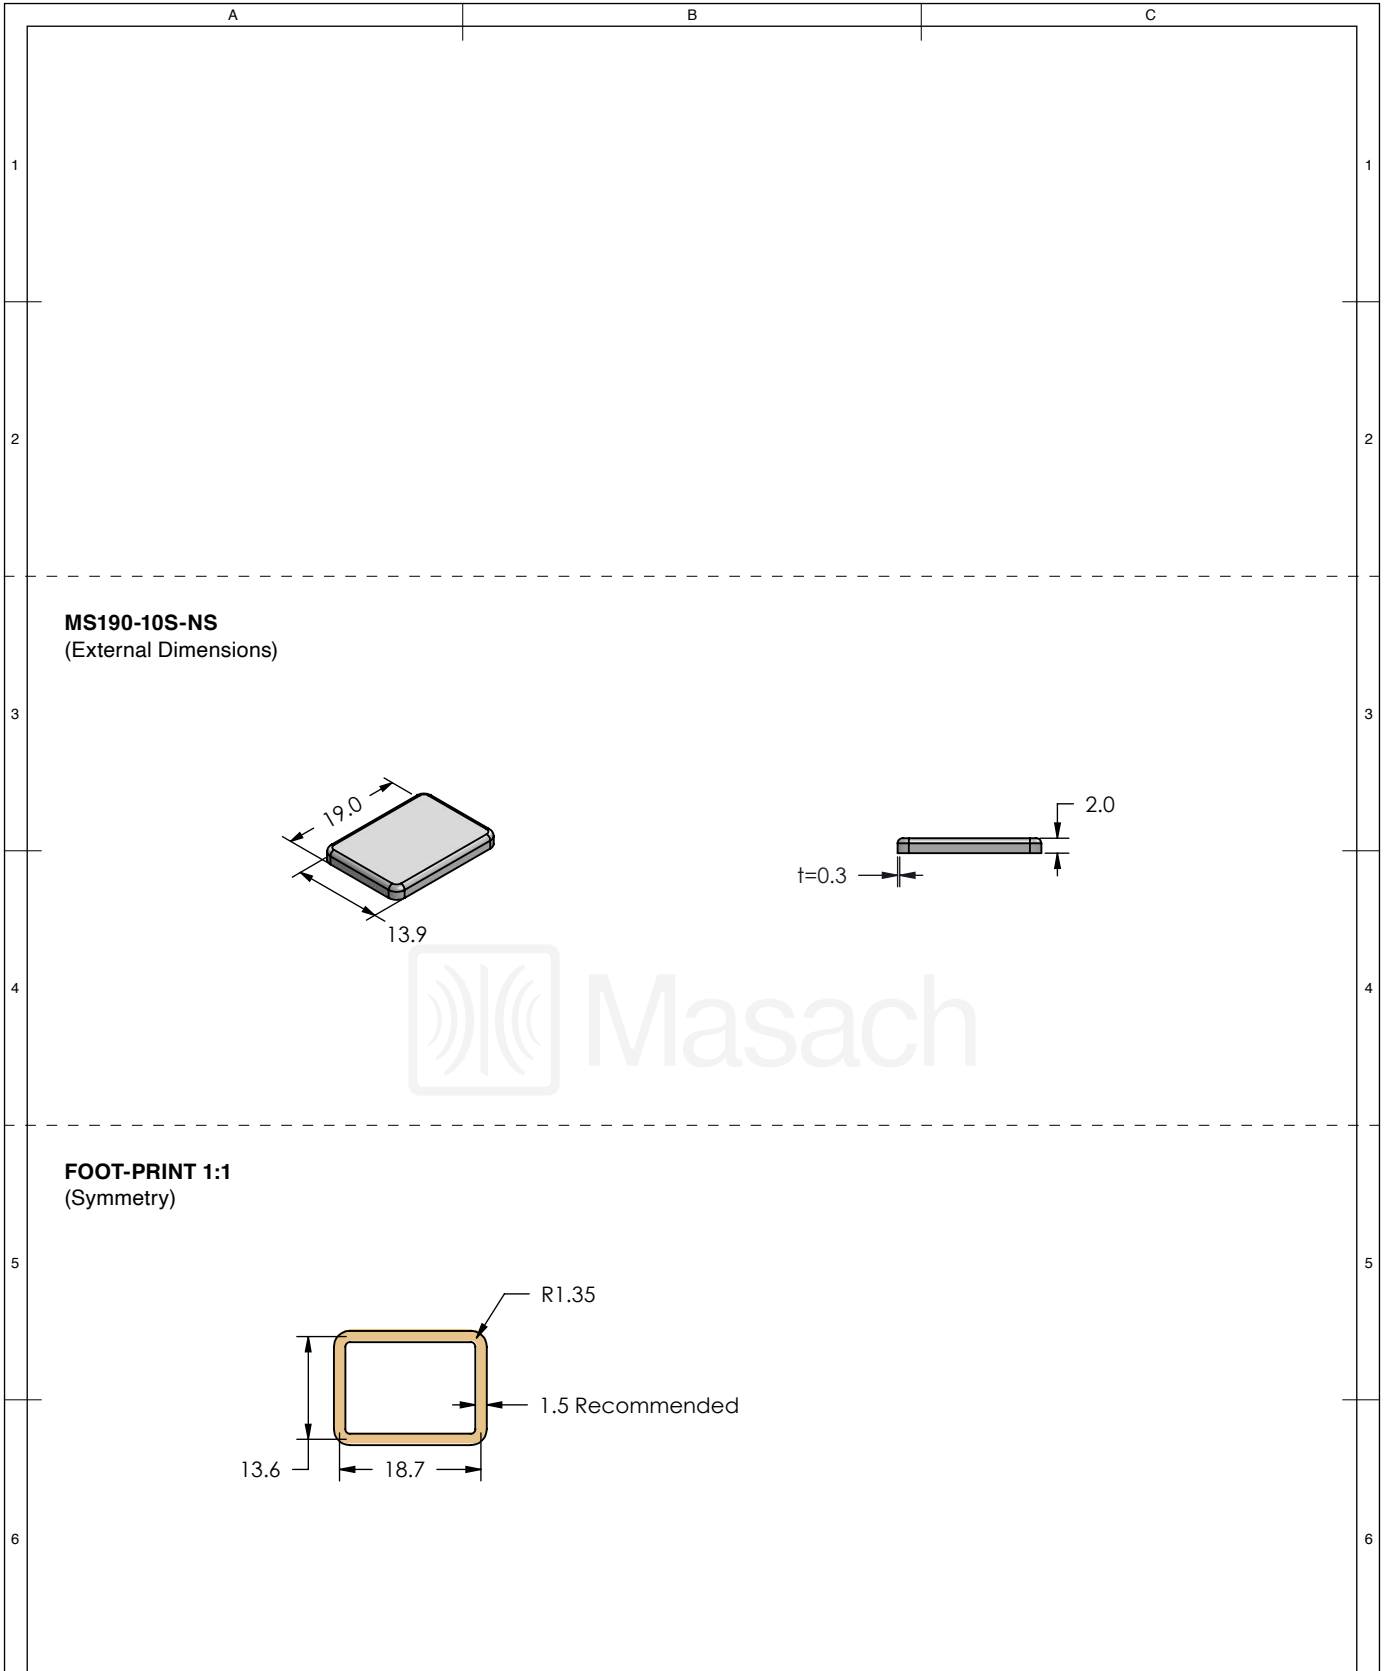 A B C
1 1
2 2
MS190-10S-NS
(External Dimensions)
3 3
19.0
13.9
2.0
t=0.3
Masach
4 4
FOOT-PRINT 1:1
(Symmetry)
5 5
R1.35
1.5 Recommended
13.6 18.7
6 6